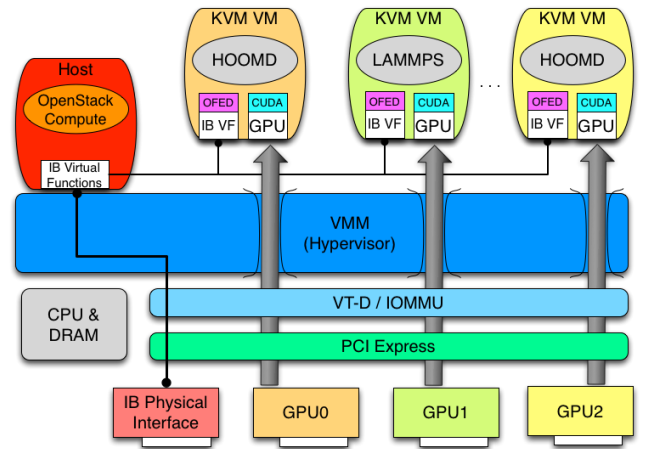 KVM VM
KVM VM
KVM VM
Host
HOOMD
LAMMPS
HOOMD
. . .
OpenStack
Compute
OFED
CUDA
OFED
CUDA
OFED
CUDA
IB VF
GPU
IB VF
GPU
IB VF
GPU
IB Virtual
Functions
VMM
(Hypervisor)
CPU &
DRAM
VT-D / IOMMU
PCI Express
IB Physical
Interface
GPU0
GPU1
GPU2